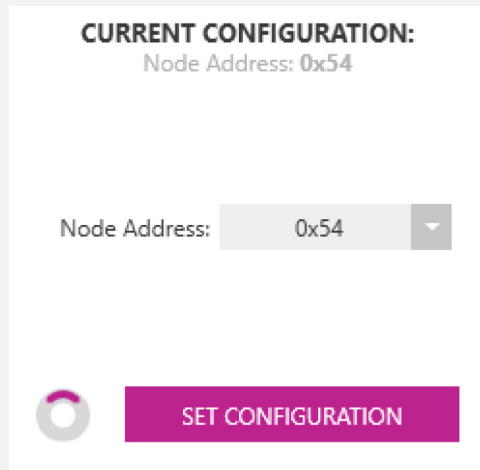 CURRENT CONFIGURATION:
Node Address: 0x54
Node Address: 0x54
SET CONFIGURATION